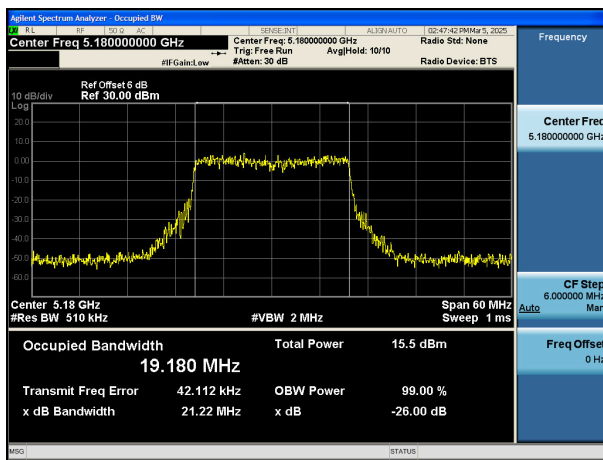 Agilent Spectrum Analyzer - Occupied BW
LXI RL RF 50 Ω AC SENSE:INT ALIGN AUTO 02:47:42 PM Mar 5, 2025
Center Freq 5.180000000 GHz Center Freq: 5.180000000 GHz Radio Std: None
Trig: Free Run Avg|Hold: 10/10
#IFGain:Low #Atten: 30 dB Radio Device: BTS
Ref Offset 6 dB
10 dB/div Ref 30.00 dBm
Log
20.0
10.0
0.00
-10.0
-20.0
-30.0
-40.0
-50.0
-60.0
Center 5.18 GHz Span 60 MHz
#Res BW 510 kHz #VBW 2 MHz Sweep 1 ms
Occupied Bandwidth Total Power 15.5 dBm
19.180 MHz
Transmit Freq Error 42.112 kHz OBW Power 99.00 %
x dB Bandwidth 21.22 MHz x dB -26.00 dB
MSG STATUS
Frequency
Center Freq
5.180000000 GHz
CF Step
6.000000 MHz
Auto Man
Freq Offset
0 Hz